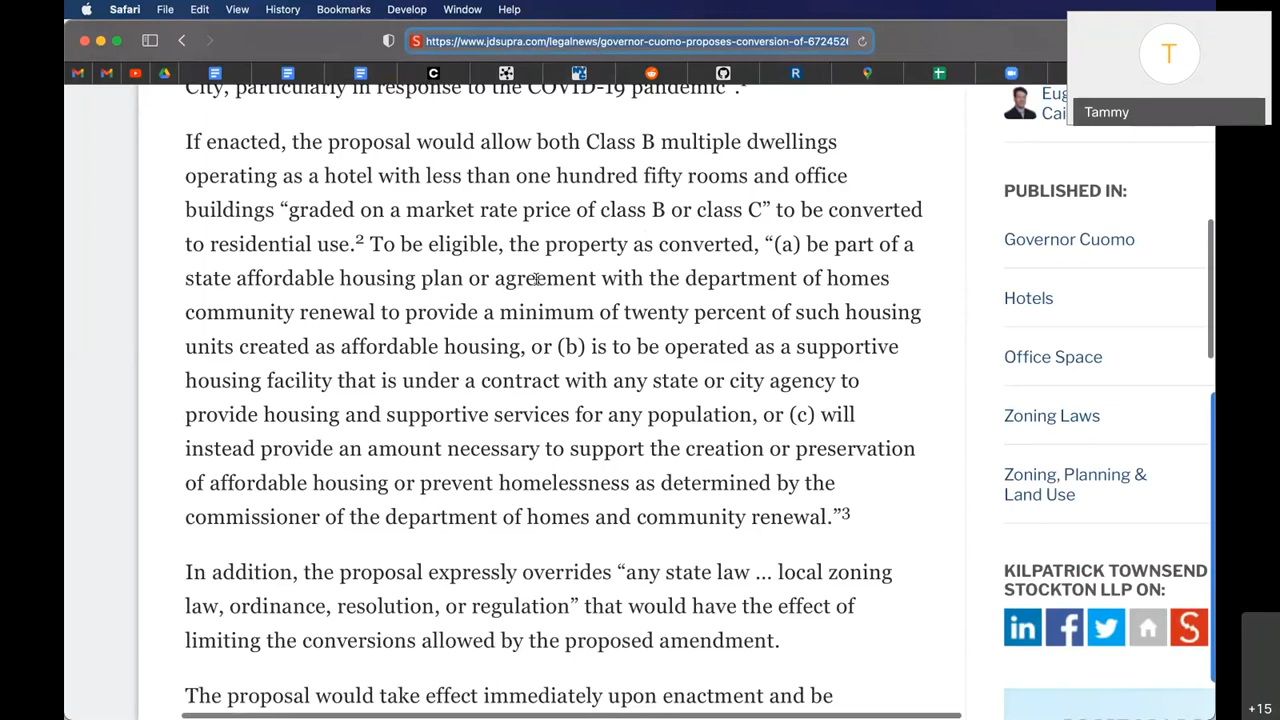 Safari File Edit View History Bookmarks Develop Window Help
https://www.jdsupra.com/legalnews/governor-cuomo-proposes-conversion-of-6724526
T
Tammy
City, particularly in response to the COVID-19 pandemic".¹
If enacted, the proposal would allow both Class B multiple dwellings
operating as a hotel with less than one hundred fifty rooms and office
buildings “graded on a market rate price of class B or class C” to be converted
to residential use.² To be eligible, the property as converted, “(a) be part of a
state affordable housing plan or agreement with the department of homes
community renewal to provide a minimum of twenty percent of such housing
units created as affordable housing, or (b) is to be operated as a supportive
housing facility that is under a contract with any state or city agency to
provide housing and supportive services for any population, or (c) will
instead provide an amount necessary to support the creation or preservation
of affordable housing or prevent homelessness as determined by the
commissioner of the department of homes and community renewal.”³
In addition, the proposal expressly overrides “any state law ... local zoning
law, ordinance, resolution, or regulation” that would have the effect of
limiting the conversions allowed by the proposed amendment.
The proposal would take effect immediately upon enactment and be
PUBLISHED IN:
Governor Cuomo
Hotels
Office Space
Zoning Laws
Zoning, Planning &
Land Use
KILPATRICK TOWNSEND
STOCKTON LLP ON:
+15